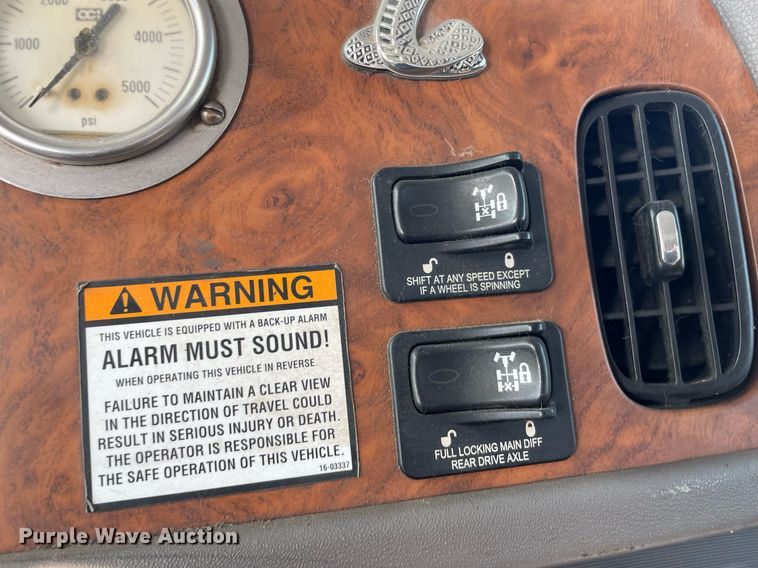 CCI
2000
1000
4000
5000
psi
SHIFT AT ANY SPEED EXCEPT
IF A WHEEL IS SPINNING
WARNING
THIS VEHICLE IS EQUIPPED WITH A BACK-UP ALARM
ALARM MUST SOUND!
WHEN OPERATING THIS VEHICLE IN REVERSE.
FAILURE TO MAINTAIN A CLEAR VIEW
IN THE DIRECTION OF TRAVEL COULD
RESULT IN SERIOUS INJURY OR DEATH.
THE OPERATOR IS RESPONSIBLE FOR
THE SAFE OPERATION OF THIS VEHICLE.
16-03337
FULL LOCKING MAIN DIFF
REAR DRIVE AXLE
Purple Wave Auction